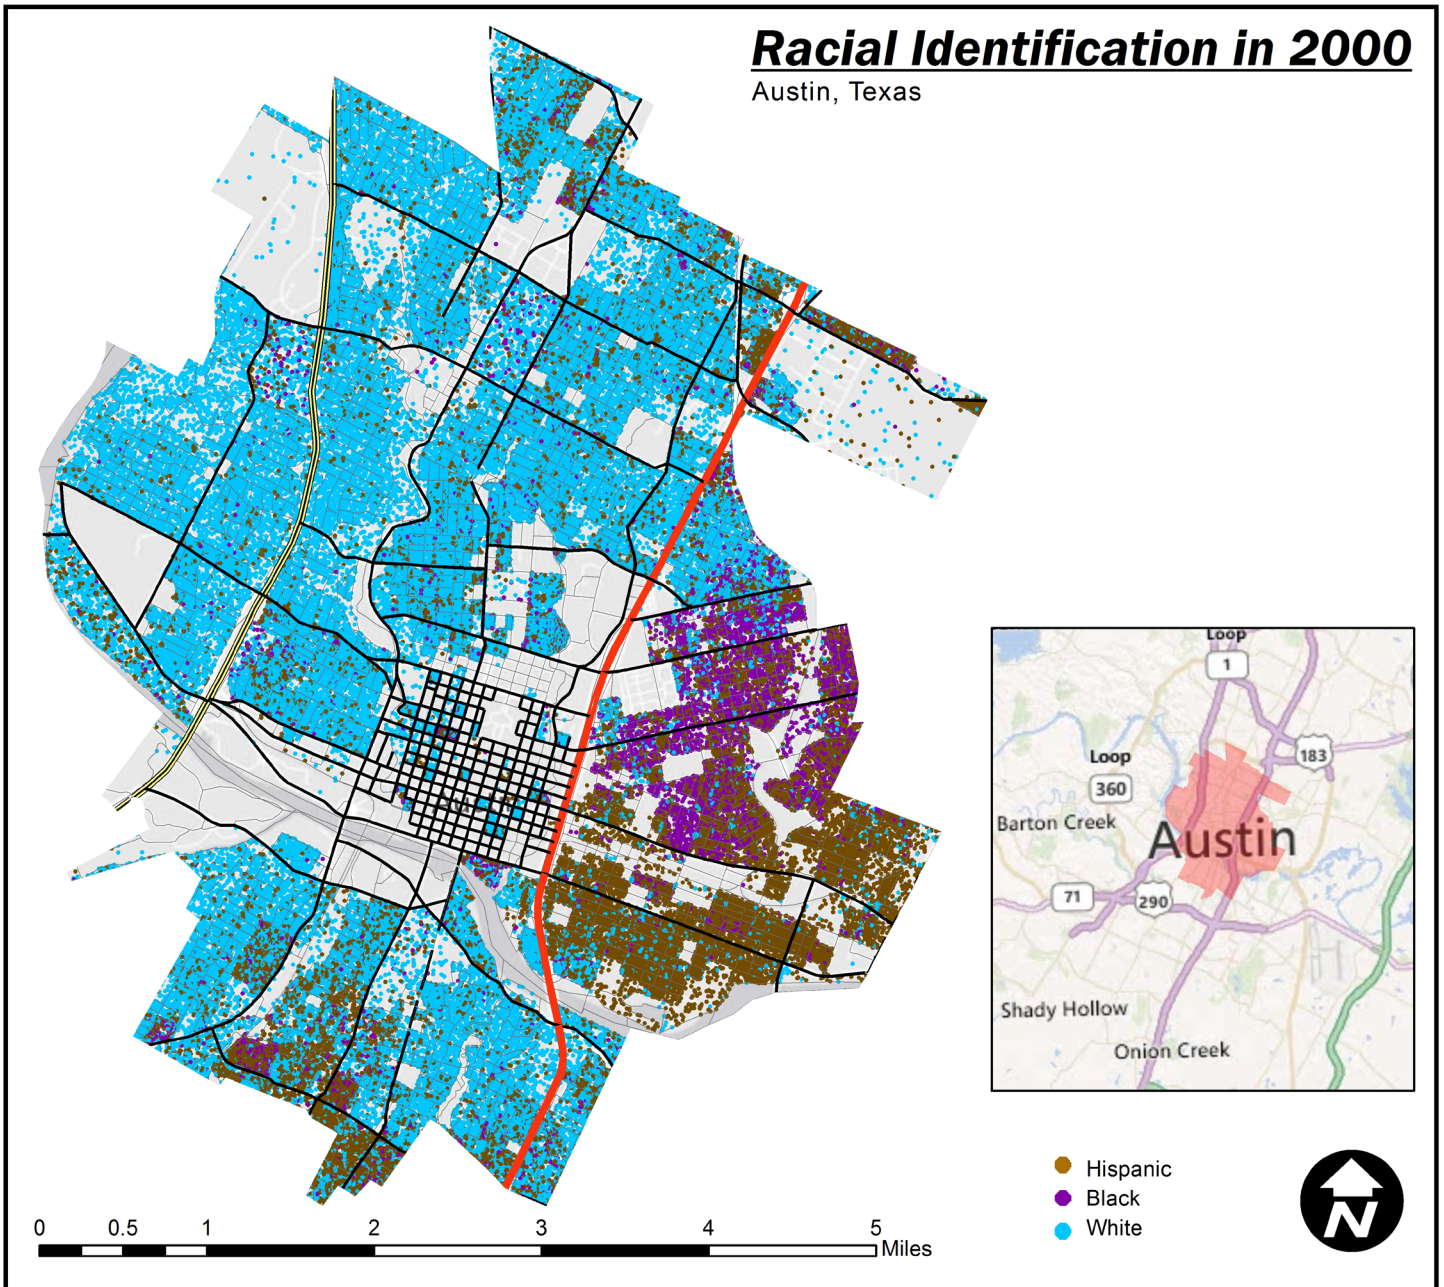 Racial Identification in 2000
Austin, Texas
Loop
1
183
Loop
360
Barton Creek
Austin
71
290
Shady Hollow
Onion Creek
Hispanic
Black
White
N
0 0.5 1 2 3 4 5
Miles